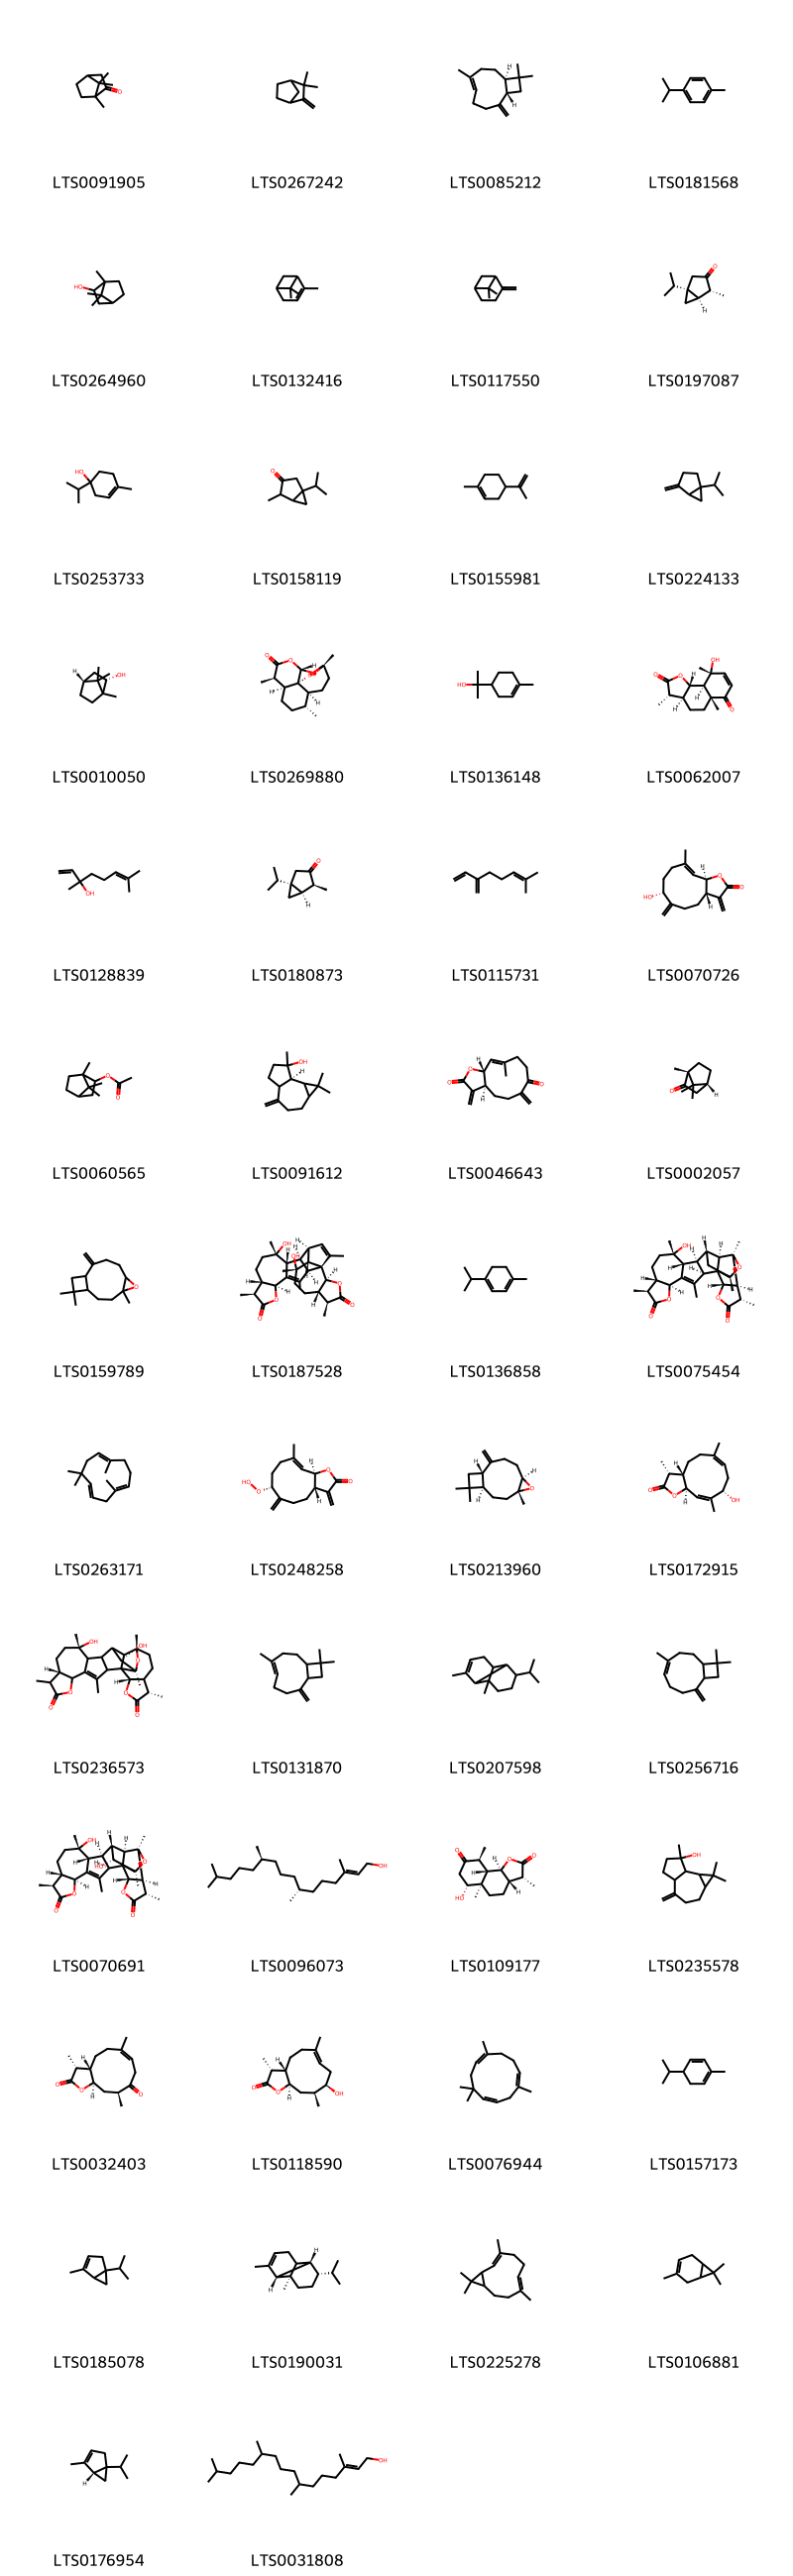 LTS0091905 LTS0267242 LTS0085212 LTS0181568
LTS0264960 LTS0132416 LTS0117550 LTS0197087
LTS0253733 LTS0158119 LTS0155981 LTS0224133
LTS0010050 LTS0269880 LTS0136148 LTS0062007
LTS0128839 LTS0180873 LTS0115731 LTS0070726
LTS0060565 LTS0091612 LTS0046643 LTS0002057
LTS0159789 LTS0187528 LTS0136858 LTS0075454
LTS0263171 LTS0248258 LTS0213960 LTS0172915
LTS0236573 LTS0131870 LTS0207598 LTS0256716
LTS0070691 LTS0096073 LTS0109177 LTS0235578
LTS0032403 LTS0118590 LTS0076944 LTS0157173
LTS0185078 LTS0190031 LTS0225278 LTS0106881
LTS0176954 LTS0031808